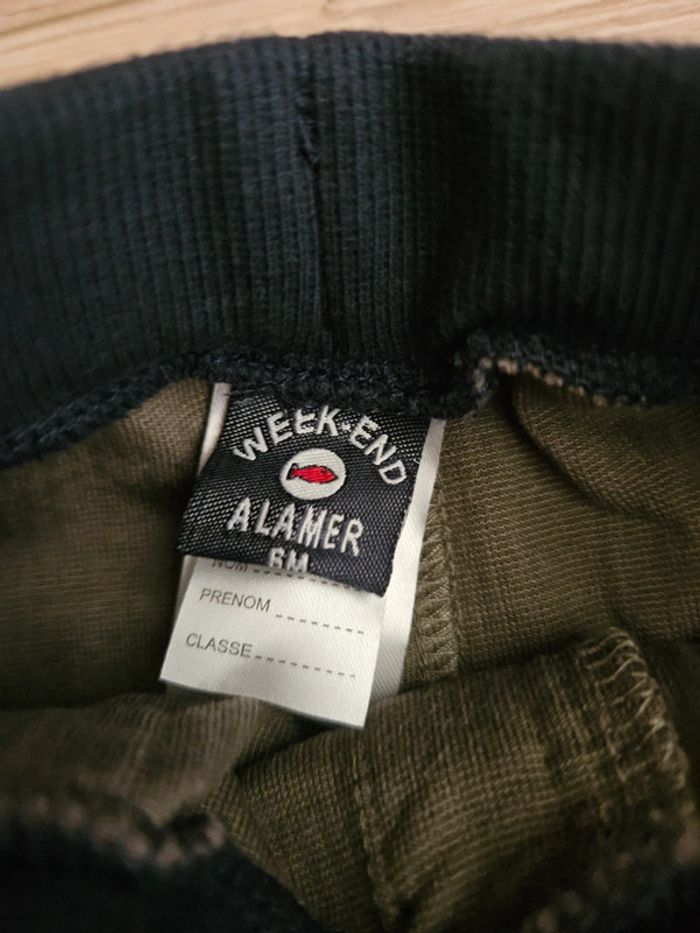 WEEK-END
ALAMER
6M
NOM
PRENOM
CLASSE